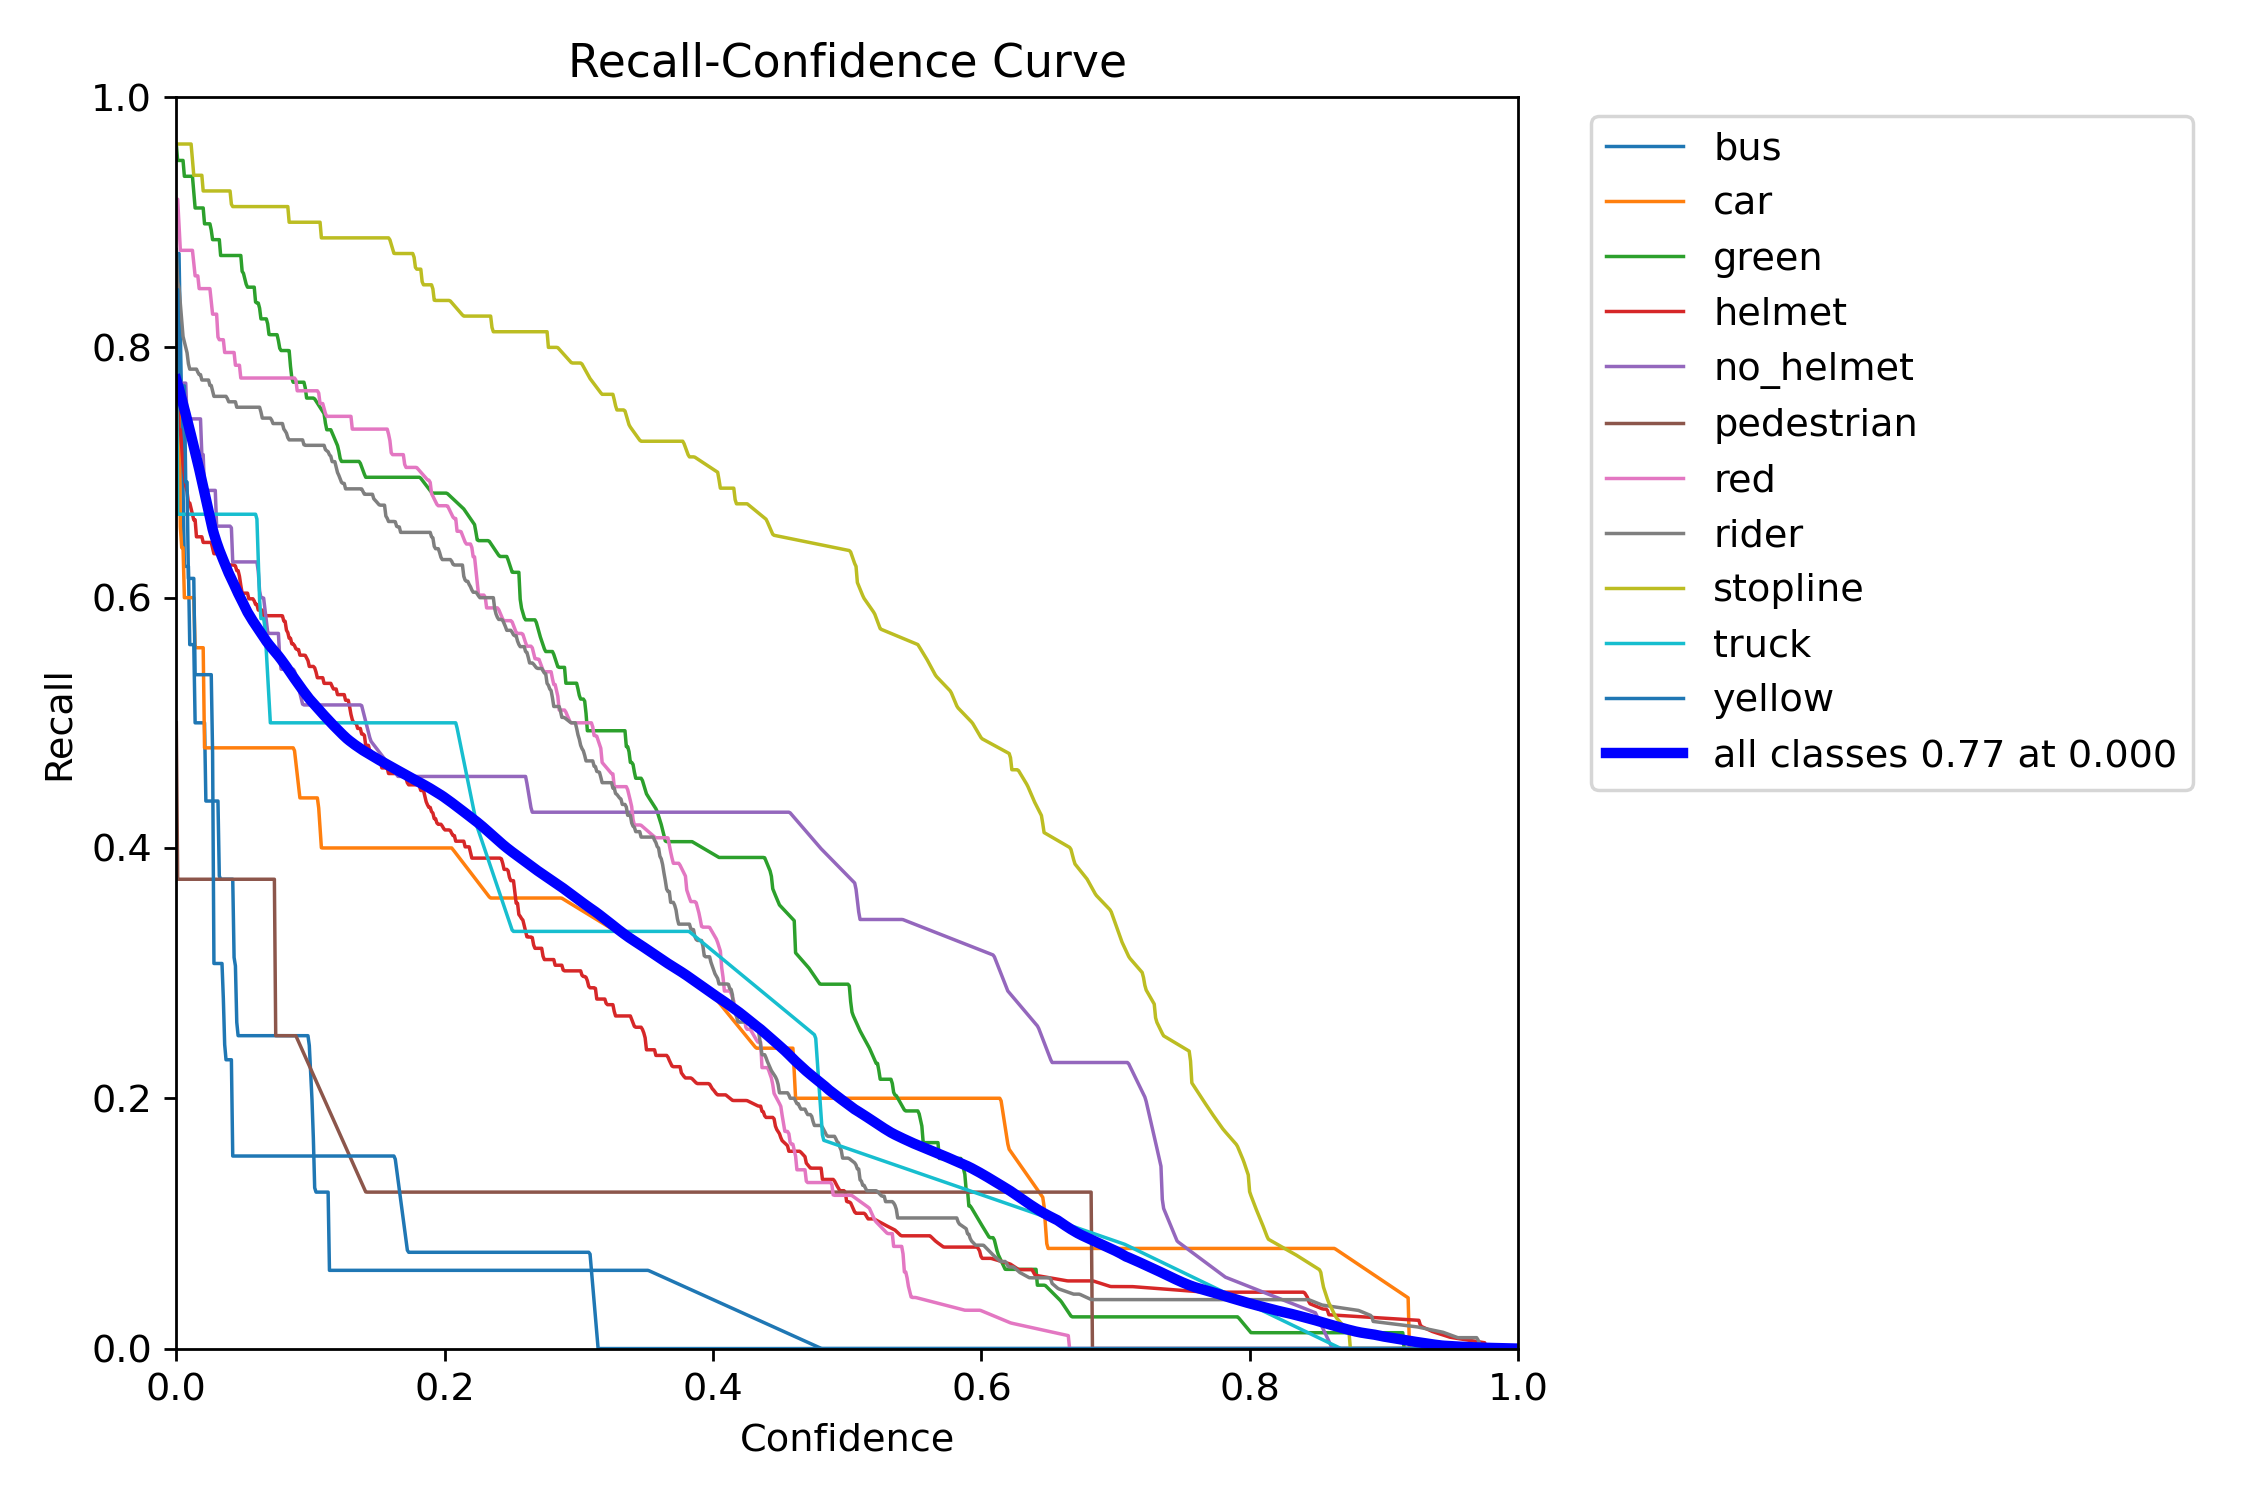 Recall-Confidence Curve
1.0
0.8
0.6
0.4
0.2
0.0
Recall
0.0 0.2 0.4 0.6 0.8 1.0
Confidence
bus
car
green
helmet
no_helmet
pedestrian
red
rider
stopline
truck
yellow
all classes 0.77 at 0.000